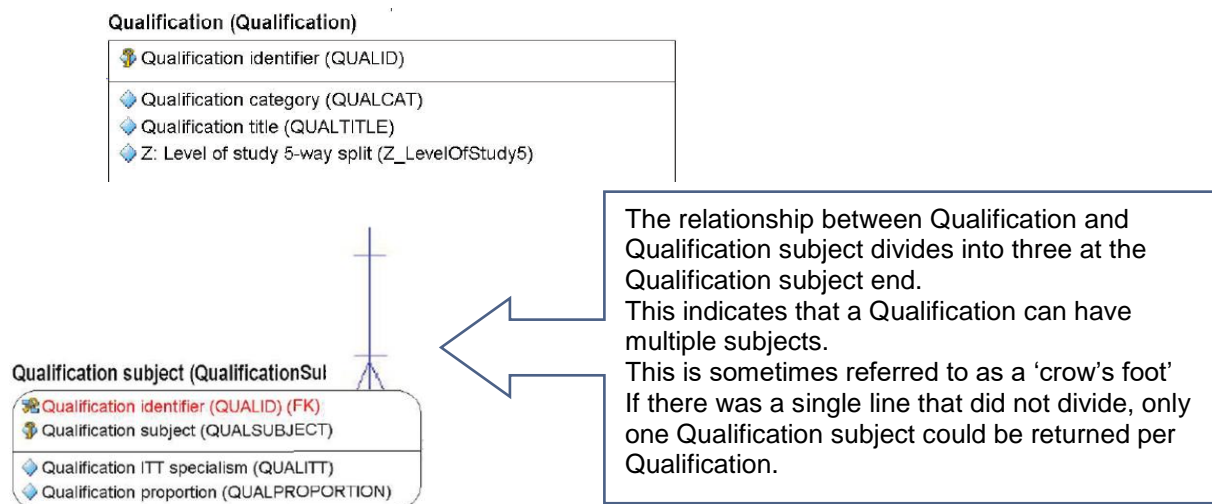 Qualification (Qualification)
Qualification identifier (QUALID)
Qualification category (QUALCAT)
Qualification title (QUALTITLE)
Z: Level of study 5-way split (Z_LevelOfStudy5)
The relationship between Qualification and
Qualification subject divides into three at the
Qualification subject end.
This indicates that a Qualification can have
multiple subjects.
This is sometimes referred to as a ‘crow’s foot’
If there was a single line that did not divide, only
one Qualification subject could be returned per
Qualification.
Qualification subject (QualificationSul
Qualification identifier (QUALID) (FK)
Qualification subject (QUALSUBJECT)
Qualification ITT specialism (QUALITT)
Qualification proportion (QUALPROPORTION)